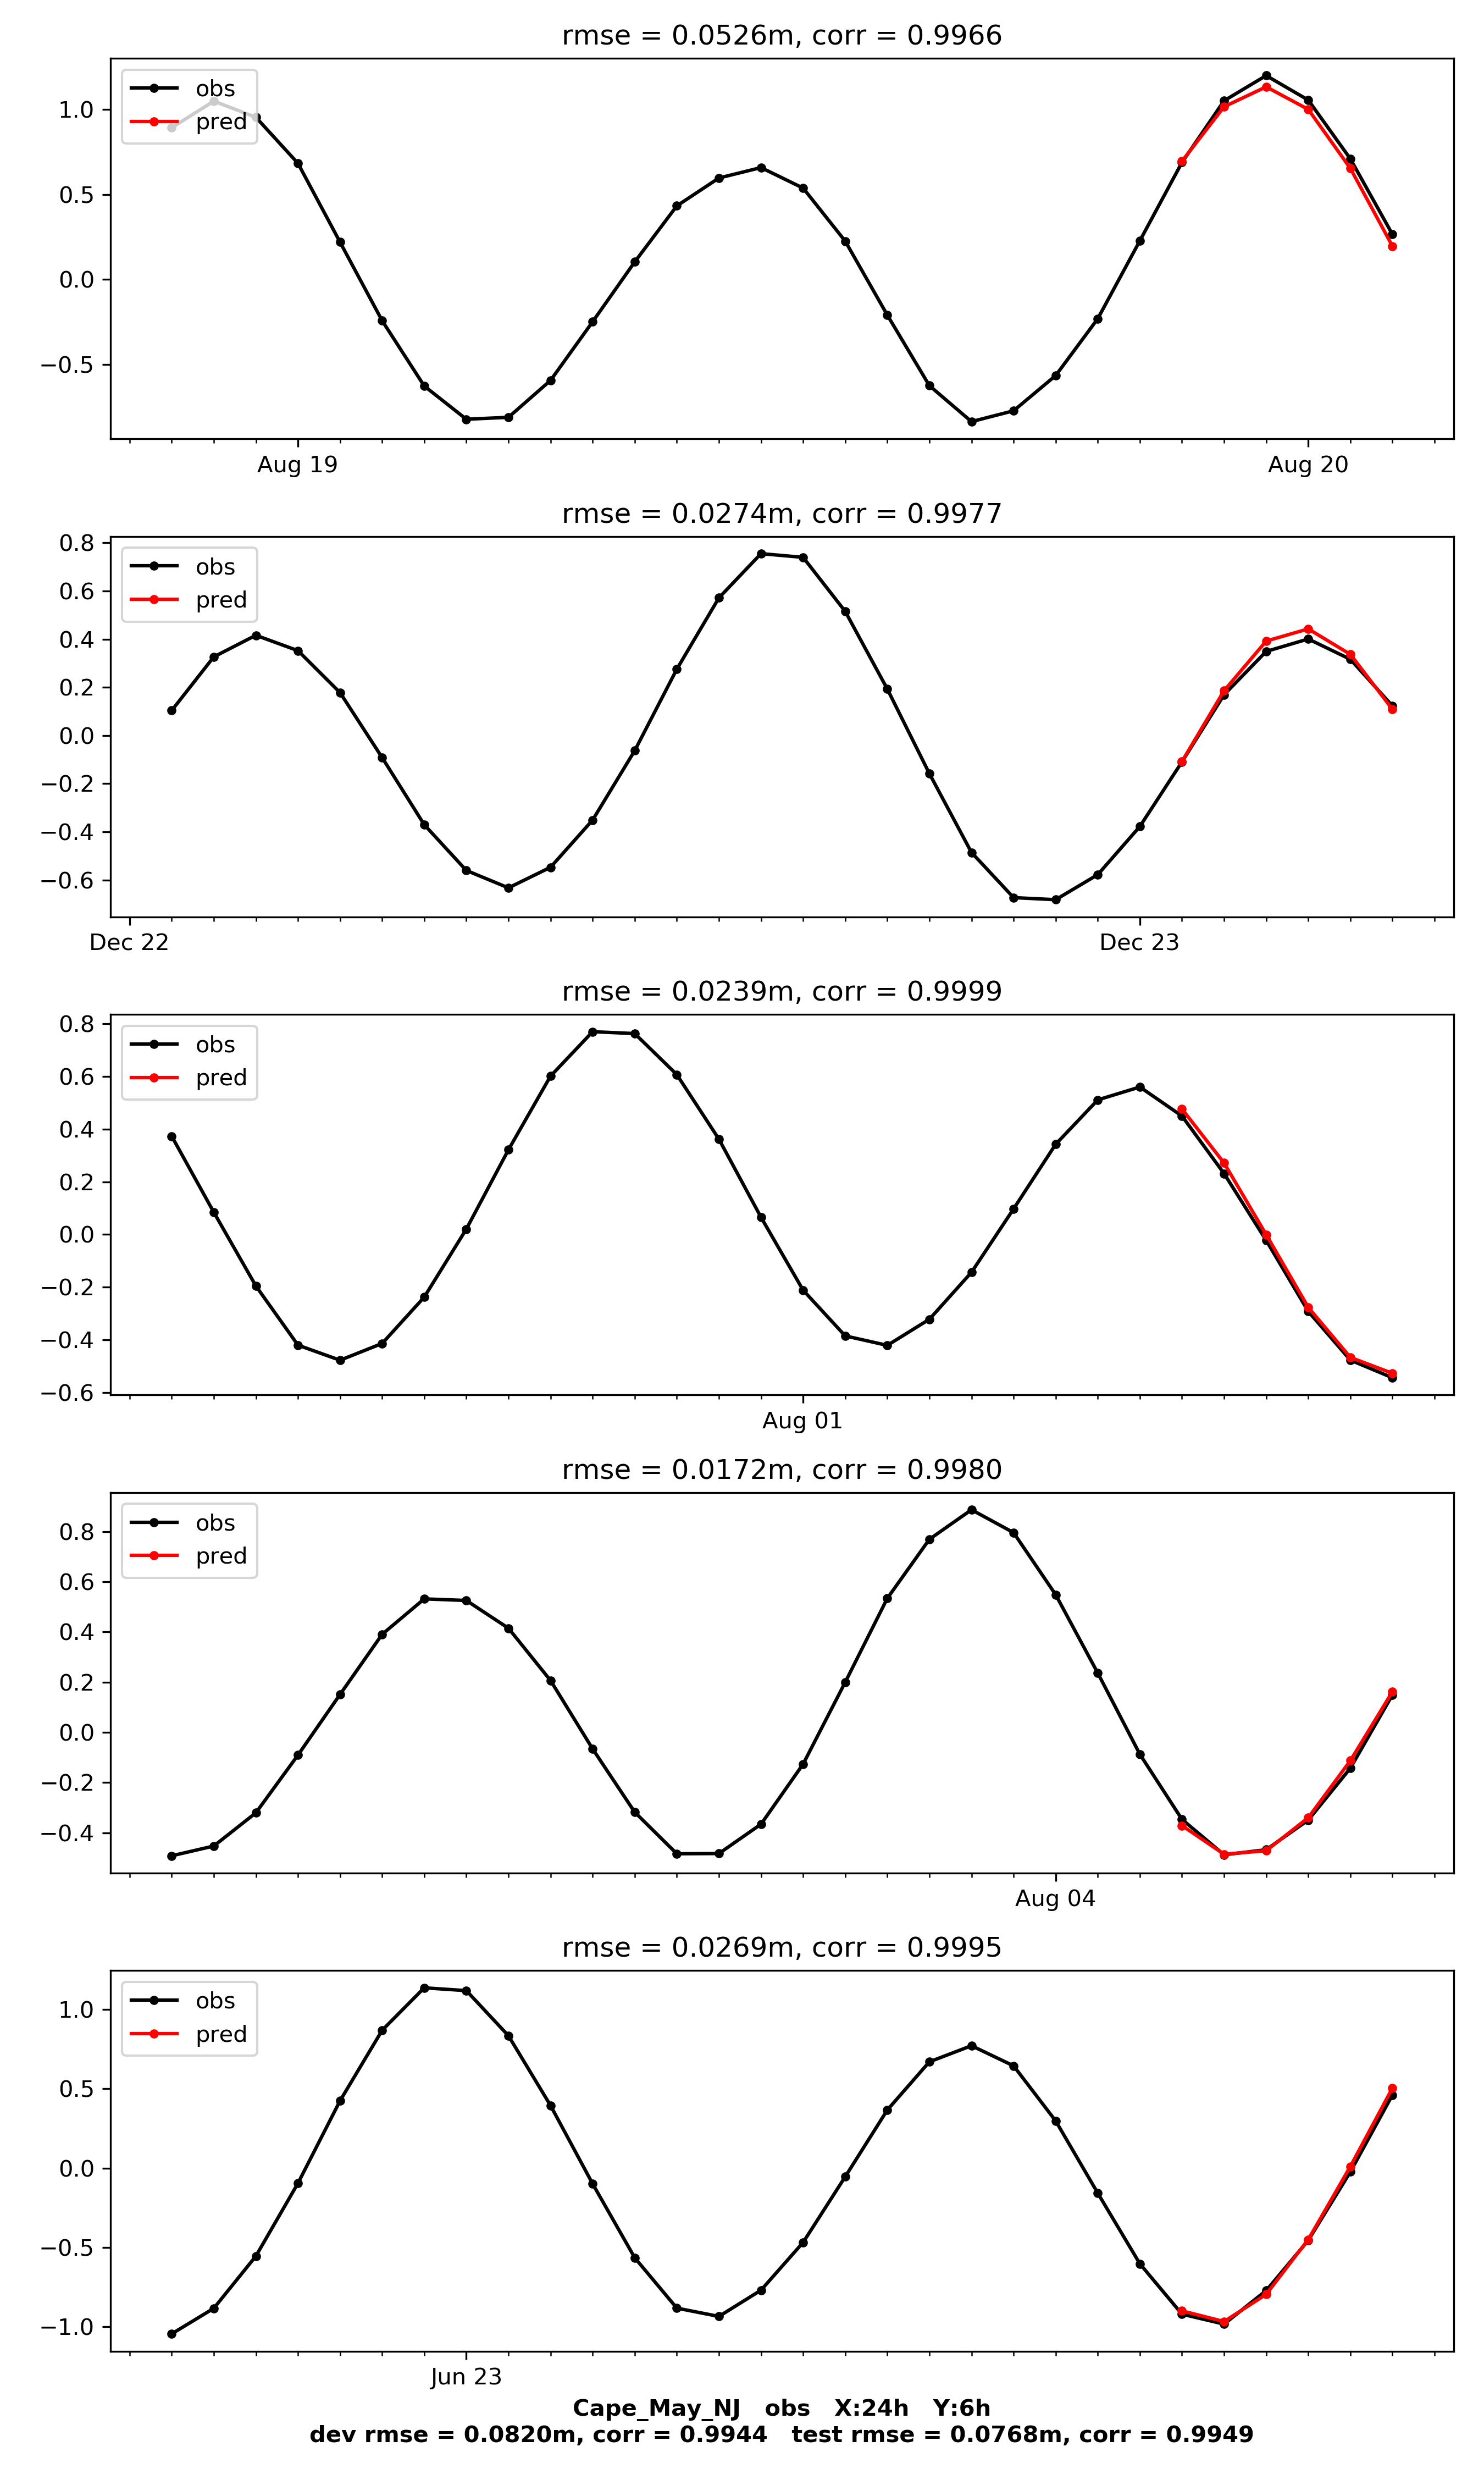 rmse = 0.0526m, corr = 0.9966
obs
pred
1.0
0.5
0.0
−0.5
Aug 19 Aug 20
rmse = 0.0274m, corr = 0.9977
0.8
obs
pred
0.6
0.4
0.2
0.0
−0.2
−0.4
−0.6
Dec 22 Dec 23
rmse = 0.0239m, corr = 0.9999
0.8
obs
pred
0.6
0.4
0.2
0.0
−0.2
−0.4
−0.6
Aug 01
rmse = 0.0172m, corr = 0.9980
obs
pred
0.8
0.6
0.4
0.2
0.0
−0.2
−0.4
Aug 04
rmse = 0.0269m, corr = 0.9995
obs
pred
1.0
0.5
0.0
−0.5
−1.0
Jun 23
Cape_May_NJ obs X:24h Y:6h
dev rmse = 0.0820m, corr = 0.9944 test rmse = 0.0768m, corr = 0.9949